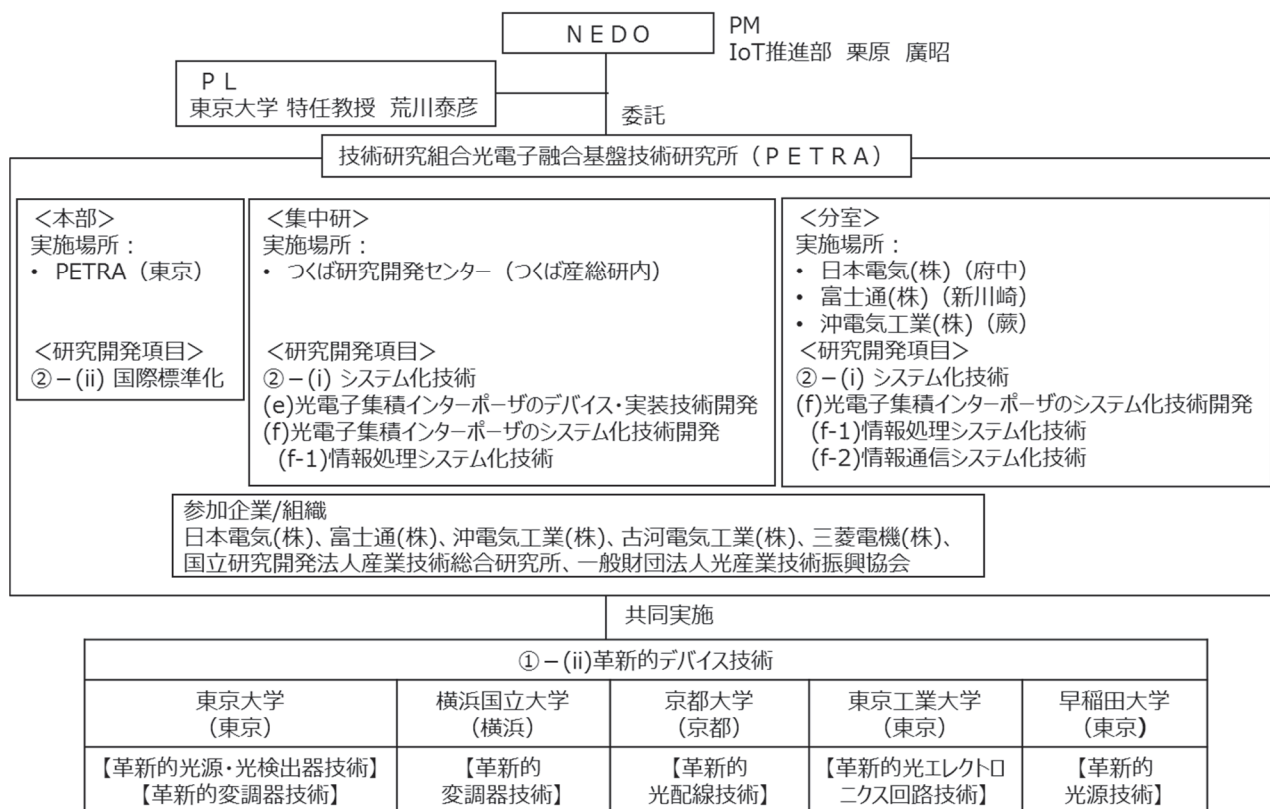 NEDO
PM
IoT推進部 栗原 廣昭
PL
東京大学 特任教授 荒川泰彦
委託
技術研究組合光電子融合基盤技術研究所(PETRA)
<本部>
実施場所:
・ PETRA(東京)
<研究開発項目>
②-(ii) 国際標準化
<集中研>
実施場所:
・ つくば研究開発センター(つくば産総研内)
<研究開発項目>
②-(i) システム化技術
(e)光電子集積インターポーザのデバイス・実装技術開発
(f)光電子集積インターポーザのシステム化技術開発
(f-1)情報処理システム化技術
<分室>
実施場所:
・ 日本電気(株)(府中)
・ 富士通(株)(新川崎)
・ 沖電気工業(株)(蕨)
<研究開発項目>
②-(i) システム化技術
(f)光電子集積インターポーザのシステム化技術開発
(f-1)情報処理システム化技術
(f-2)情報通信システム化技術
参加企業/組織
日本電気(株)、富士通(株)、沖電気工業(株)、古河電気工業(株)、三菱電機(株)、
国立研究開発法人産業技術総合研究所、一般財団法人光産業技術振興協会
共同実施
①-(ii)革新的デバイス技術
東京大学
(東京)
【革新的光源・光検出器技術】
【革新的変調器技術】
横浜国立大学
(横浜)
【革新的
変調器技術】
京都大学
(京都)
【革新的
光配線技術】
東京工業大学
(東京)
【革新的光エレクトロ
ニクス回路技術】
早稲田大学
(東京)
【革新的
光源技術】